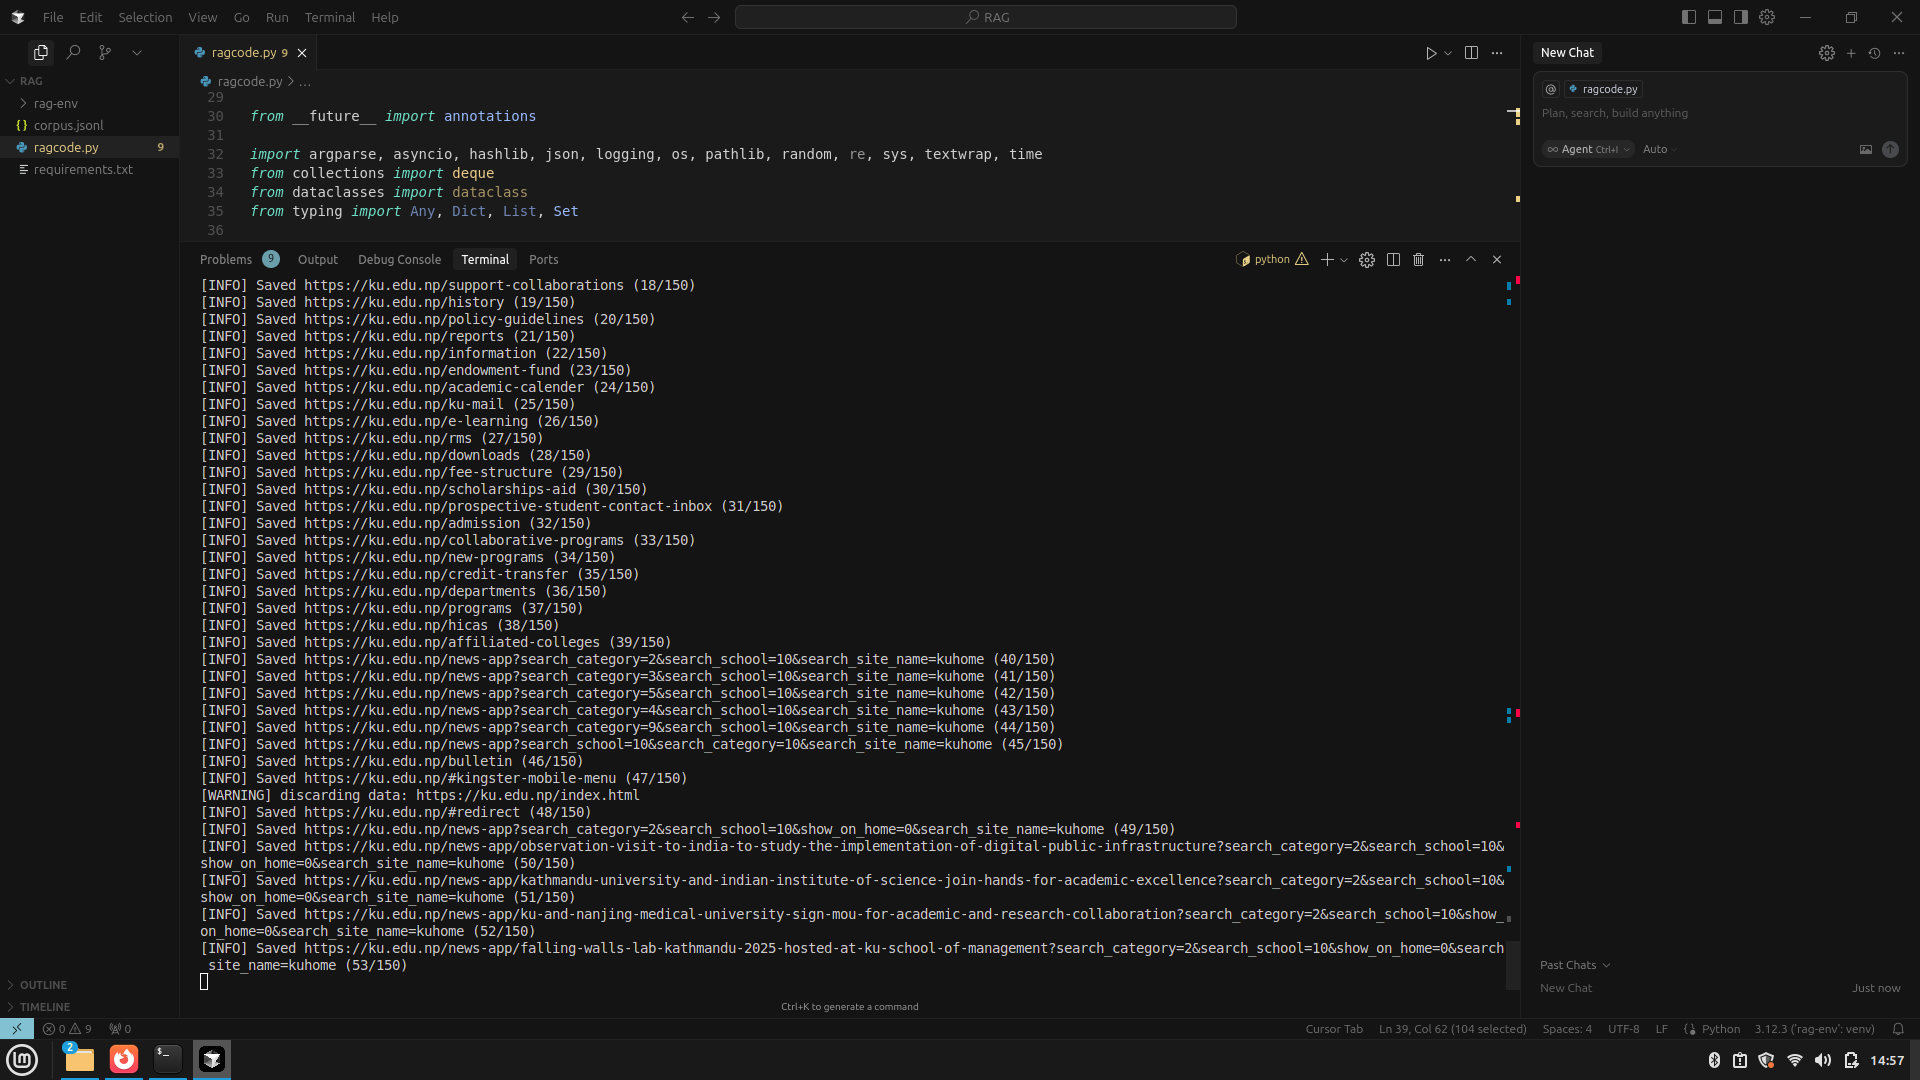 File Edit Selection View Go Run Terminal Help
RAG
RAG
rag-env
corpus.jsonl
ragcode.py 9
requirements.txt
OUTLINE
TIMELINE
ragcode.py 9
ragcode.py > ...
29
30 from __future__ import annotations
31
32 import argparse, asyncio, hashlib, json, logging, os, pathlib, random, re, sys, textwrap, time
33 from collections import deque
34 from dataclasses import dataclass
35 from typing import Any, Dict, List, Set
36
Problems 9 Output Debug Console Terminal Ports
python
[INFO] Saved https://ku.edu.np/support-collaborations (18/150)
[INFO] Saved https://ku.edu.np/history (19/150)
[INFO] Saved https://ku.edu.np/policy-guidelines (20/150)
[INFO] Saved https://ku.edu.np/reports (21/150)
[INFO] Saved https://ku.edu.np/information (22/150)
[INFO] Saved https://ku.edu.np/endowment-fund (23/150)
[INFO] Saved https://ku.edu.np/academic-calender (24/150)
[INFO] Saved https://ku.edu.np/ku-mail (25/150)
[INFO] Saved https://ku.edu.np/e-learning (26/150)
[INFO] Saved https://ku.edu.np/rms (27/150)
[INFO] Saved https://ku.edu.np/downloads (28/150)
[INFO] Saved https://ku.edu.np/fee-structure (29/150)
[INFO] Saved https://ku.edu.np/scholarships-aid (30/150)
[INFO] Saved https://ku.edu.np/prospective-student-contact-inbox (31/150)
[INFO] Saved https://ku.edu.np/admission (32/150)
[INFO] Saved https://ku.edu.np/collaborative-programs (33/150)
[INFO] Saved https://ku.edu.np/new-programs (34/150)
[INFO] Saved https://ku.edu.np/credit-transfer (35/150)
[INFO] Saved https://ku.edu.np/departments (36/150)
[INFO] Saved https://ku.edu.np/programs (37/150)
[INFO] Saved https://ku.edu.np/hicas (38/150)
[INFO] Saved https://ku.edu.np/affiliated-colleges (39/150)
[INFO] Saved https://ku.edu.np/news-app?search_category=2&search_school=10&search_site_name=kuhome (40/150)
[INFO] Saved https://ku.edu.np/news-app?search_category=3&search_school=10&search_site_name=kuhome (41/150)
[INFO] Saved https://ku.edu.np/news-app?search_category=5&search_school=10&search_site_name=kuhome (42/150)
[INFO] Saved https://ku.edu.np/news-app?search_category=4&search_school=10&search_site_name=kuhome (43/150)
[INFO] Saved https://ku.edu.np/news-app?search_category=9&search_school=10&search_site_name=kuhome (44/150)
[INFO] Saved https://ku.edu.np/news-app?search_school=10&search_category=10&search_site_name=kuhome (45/150)
[INFO] Saved https://ku.edu.np/bulletin (46/150)
[INFO] Saved https://ku.edu.np/#kingster-mobile-menu (47/150)
[WARNING] discarding data: https://ku.edu.np/index.html
[INFO] Saved https://ku.edu.np/#redirect (48/150)
[INFO] Saved https://ku.edu.np/news-app?search_category=2&search_school=10&show_on_home=0&search_site_name=kuhome (49/150)
[INFO] Saved https://ku.edu.np/news-app/observation-visit-to-india-to-study-the-implementation-of-digital-public-infrastructure?search_category=2&search_school=10&
show_on_home=0&search_site_name=kuhome (50/150)
[INFO] Saved https://ku.edu.np/news-app/kathmandu-university-and-indian-institute-of-science-join-hands-for-academic-excellence?search_category=2&search_school=10&
show_on_home=0&search_site_name=kuhome (51/150)
[INFO] Saved https://ku.edu.np/news-app/ku-and-nanjing-medical-university-sign-mou-for-academic-and-research-collaboration?search_category=2&search_school=10&show_
on_home=0&search_site_name=kuhome (52/150)
[INFO] Saved https://ku.edu.np/news-app/falling-walls-lab-kathmandu-2025-hosted-at-ku-school-of-management?search_category=2&search_school=10&show_on_home=0&search
_site_name=kuhome (53/150)
Ctrl+K to generate a command
New Chat
@ ragcode.py
Plan, search, build anything
Agent Ctrl+I Auto
Past Chats
New Chat Just now
0 9 0
Cursor Tab Ln 39, Col 62 (104 selected) Spaces: 4 UTF-8 LF Python 3.12.3 ('rag-env': venv)
2
14:57